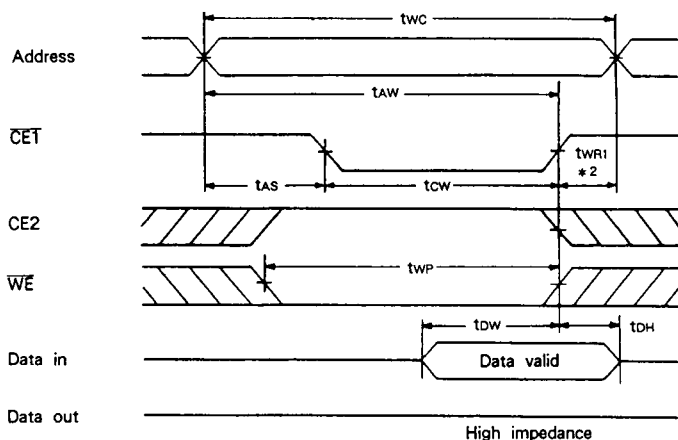 twc
Address
tAW
CE1
tAS
tCW
tWR1
*2
CE2
tWP
WE
tDW
tDH
Data in
Data valid
Data out
High impedance